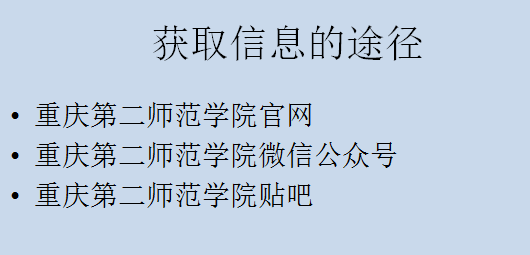 获取信息的途径
• 重庆第二师范学院官网
• 重庆第二师范学院微信公众号
• 重庆第二师范学院贴吧